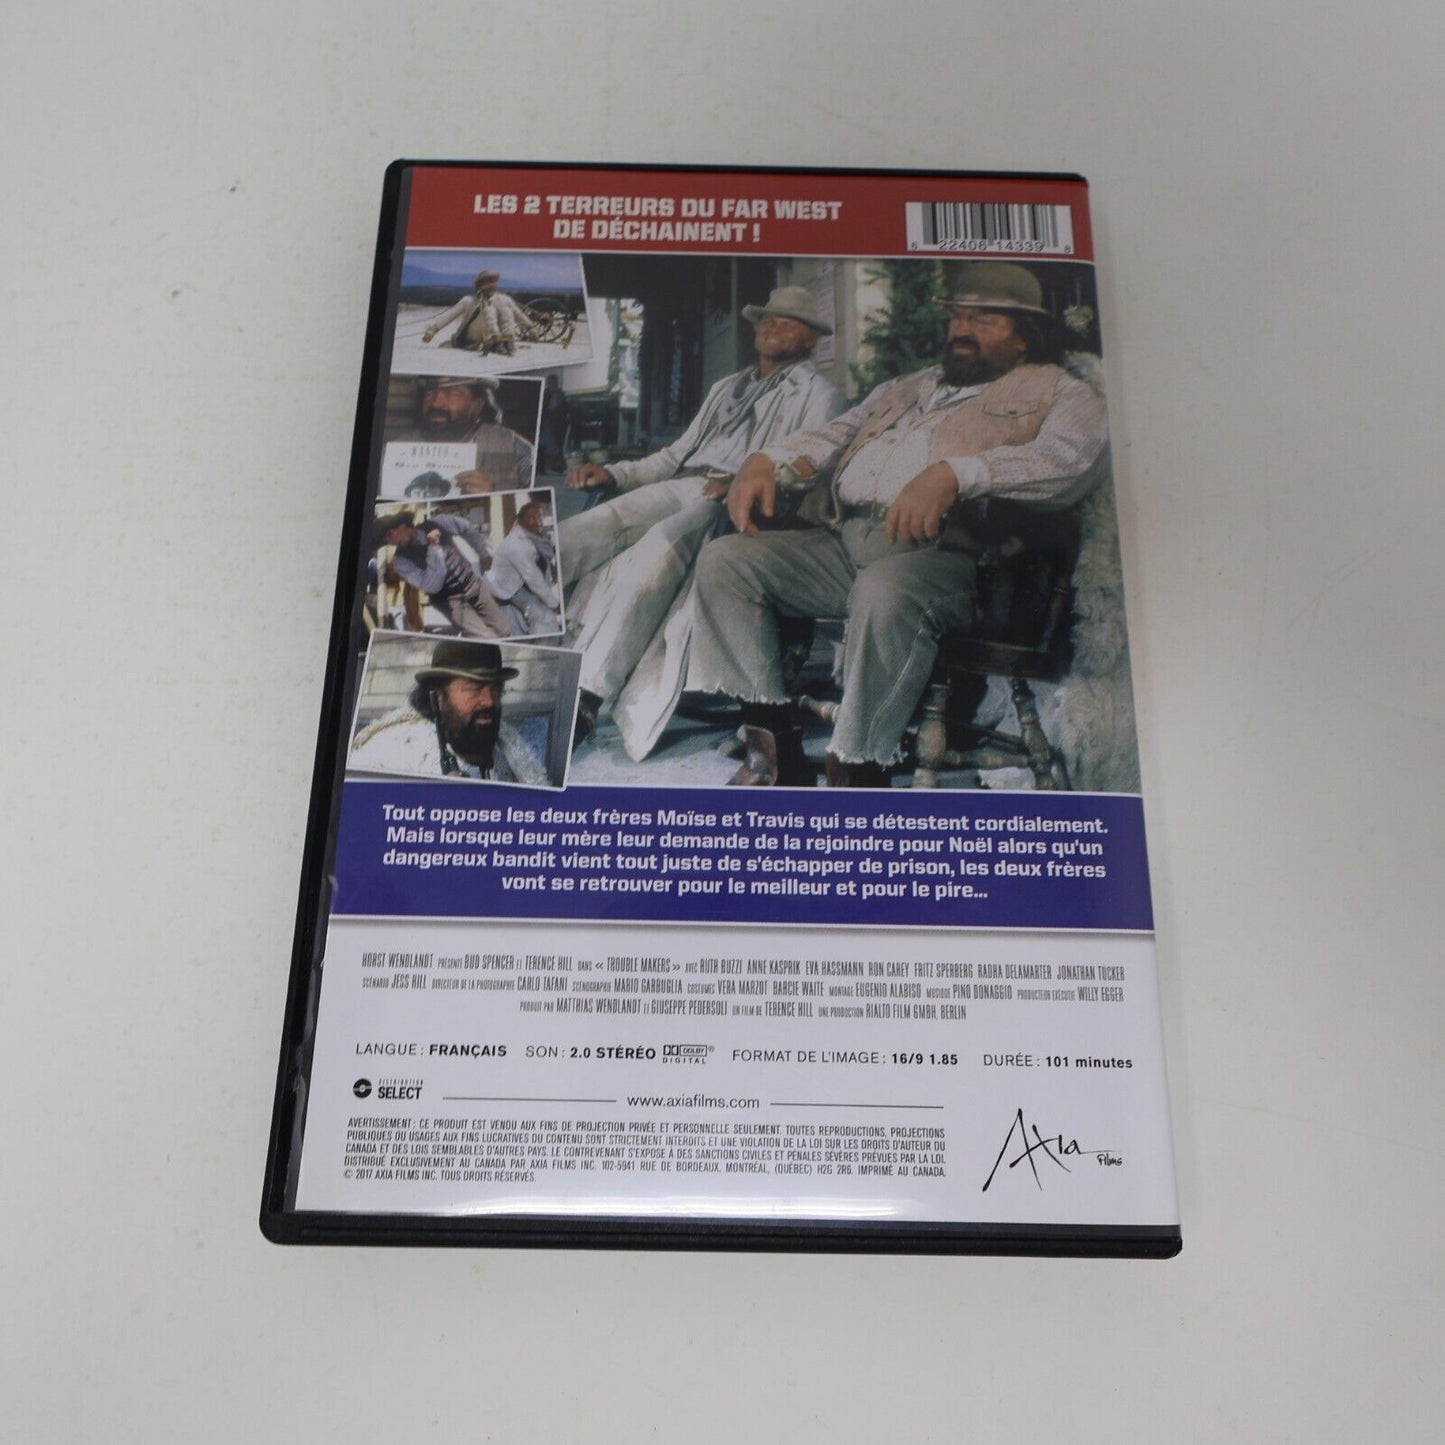 LES 2 TERREURS DU FAR WEST
DE DÉCHAINENT !
6 22406 14339 8
WANTED
Tout oppose les deux frères Moïse et Travis qui se détestent cordialement.
Mais lorsque leur mère leur demande de la rejoindre pour Noël alors qu'un
dangereux bandit vient tout juste de s'échapper de prison, les deux frères
vont se retrouver pour le meilleur et pour le pire...
HORST WENDLANDT PRÉSENTE BUD SPENCER ET TERENCE HILL DANS « TROUBLE MAKERS » AVEC RUTH BUZZI ANNE KASPRIK EVA HASSMANN RON CAREY FRITZ SPERBERG RADHA DELAMARTER JONATHAN TUCKER
SCÉNARIO JESS HILL DIRECTEUR DE LA PHOTOGRAPHIE CARLO TAFANI SCÉNOGRAPHIE MARIO GARBUGLIA COSTUMES VERA MARZOT BARCIE WAITE MONTAGE EUGENIO ALABISO MUSIQUE PINO DONAGGIO PRODUCTEUR EXÉCUTIF WILLY EGGER
PRODUIT PAR MATTHIAS WENDLANDT ET GIUSEPPE PEDERSOLI UN FILM DE TERENCE HILL UNE PRODUCTION RIALTO FILM GMBH, BERLIN
LANGUE : FRANÇAIS SON : 2.0 STÉRÉO DOLBY DIGITAL ® FORMAT DE L'IMAGE : 16/9 1.85 DURÉE : 101 minutes
DISTRIBUTION
SELECT
www.axiafilms.com
AVERTISSEMENT : CE PRODUIT EST VENDU AUX FINS DE PROJECTION PRIVÉE ET PERSONNELLE SEULEMENT. TOUTES REPRODUCTIONS, PROJECTIONS
PUBLIQUES OU USAGES AUX FINS LUCRATIVES DU CONTENU SONT STRICTEMENT INTERDITS ET UNE VIOLATION DE LA LOI SUR LES DROITS D'AUTEUR DU
CANADA ET DES LOIS SEMBLABLES D'AUTRES PAYS. LE CONTREVENANT S'EXPOSE À DES SANCTIONS CIVILES ET PÉNALES SÉVÈRES PRÉVUES PAR LA LOI.
DISTRIBUÉ EXCLUSIVEMENT AU CANADA PAR AXIA FILMS INC. 102-5941 RUE DE BORDEAUX, MONTRÉAL, (QUÉBEC) H2G 2R6. IMPRIMÉ AU CANADA.
© 2017 AXIA FILMS INC. TOUS DROITS RÉSERVÉS.
Axia Films